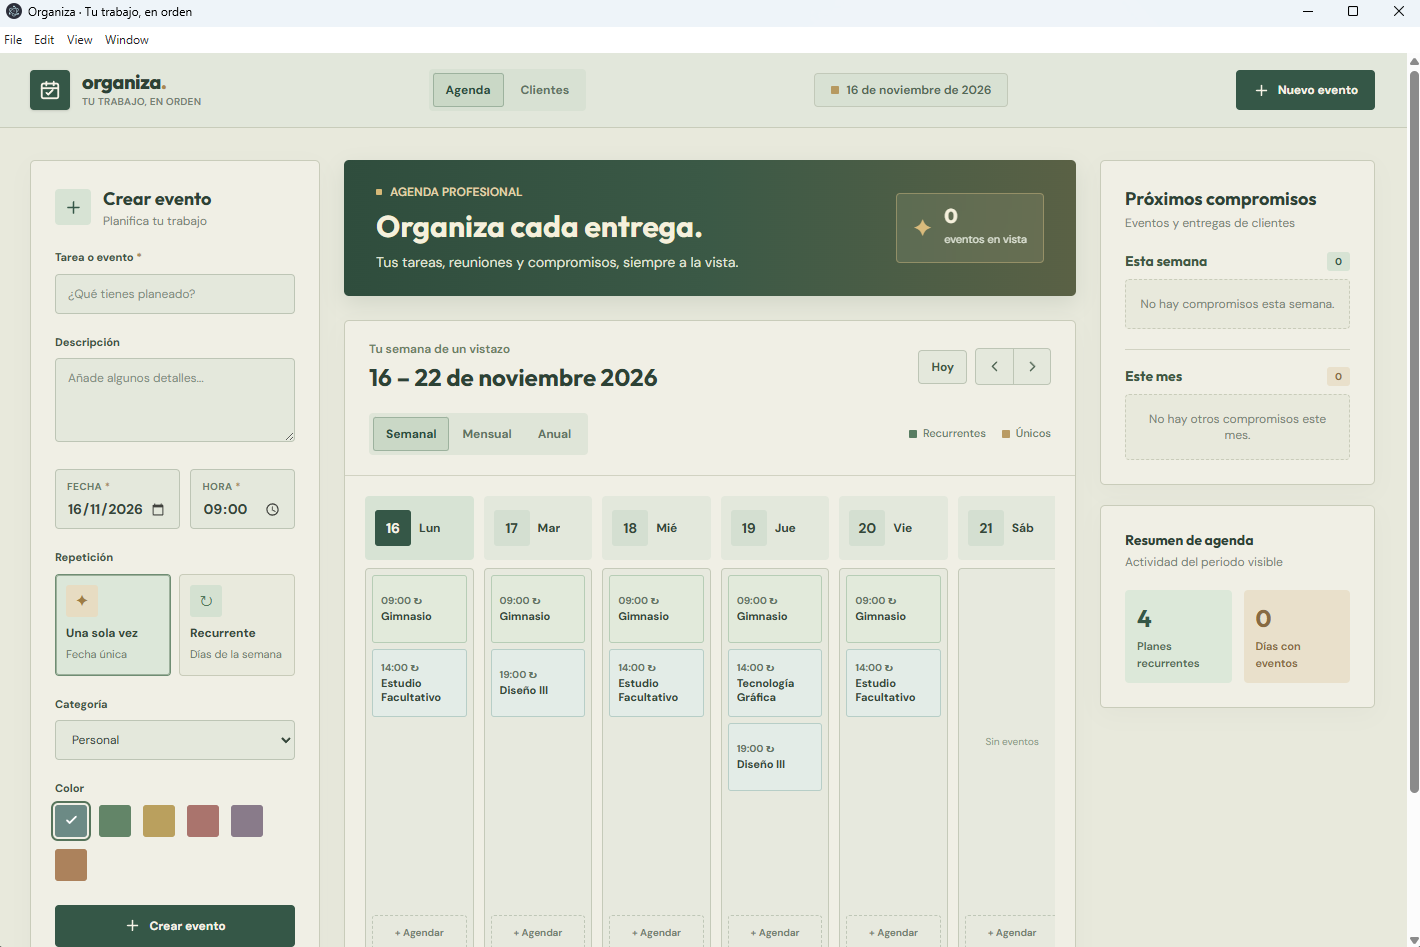 Organiza · Tu trabajo, en orden
File Edit View Window
organiza.
TU TRABAJO, EN ORDEN
Agenda
Clientes
16 de noviembre de 2026
+ Nuevo evento
Crear evento
Planifica tu trabajo
Tarea o evento *
¿Qué tienes planeado?
Descripción
Añade algunos detalles...
FECHA *
16/11/2026
HORA *
09:00
Repetición
Una sola vez
Fecha única
Recurrente
Días de la semana
Categoría
Personal
Color
+ Crear evento
AGENDA PROFESIONAL
Organiza cada entrega.
Tus tareas, reuniones y compromisos, siempre a la vista.
0
eventos en vista
Tu semana de un vistazo
16 – 22 de noviembre 2026
Hoy
Semanal
Mensual
Anual
Recurrentes
Únicos
16 Lun
17 Mar
18 Mié
19 Jue
20 Vie
21 Sáb
09:00 ↻
Gimnasio
14:00 ↻
Estudio
Facultativo
+ Agendar
09:00 ↻
Gimnasio
19:00 ↻
Diseño III
+ Agendar
09:00 ↻
Gimnasio
14:00 ↻
Estudio
Facultativo
+ Agendar
09:00 ↻
Gimnasio
14:00 ↻
Tecnología
Gráfica
19:00 ↻
Diseño III
+ Agendar
09:00 ↻
Gimnasio
14:00 ↻
Estudio
Facultativo
+ Agendar
Sin eventos
+ Agendar
Próximos compromisos
Eventos y entregas de clientes
Esta semana
0
No hay compromisos esta semana.
Este mes
0
No hay otros compromisos este
mes.
Resumen de agenda
Actividad del periodo visible
4
Planes
recurrentes
0
Días con
eventos